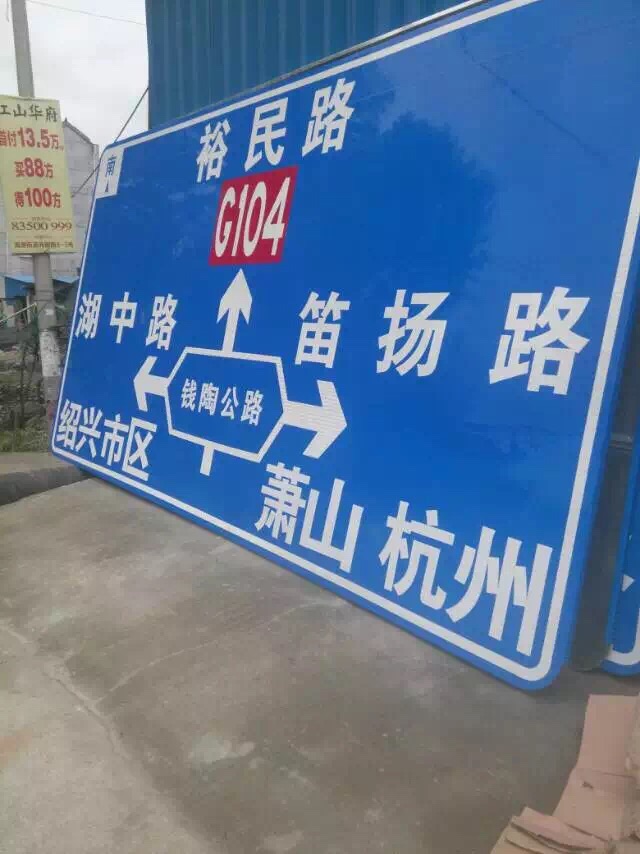 江山华府
首付13.5万
买88方
得100方
83500 999
南
裕民路
G104
湖中路
笛扬路
钱陶公路
绍兴市区
萧山 杭州